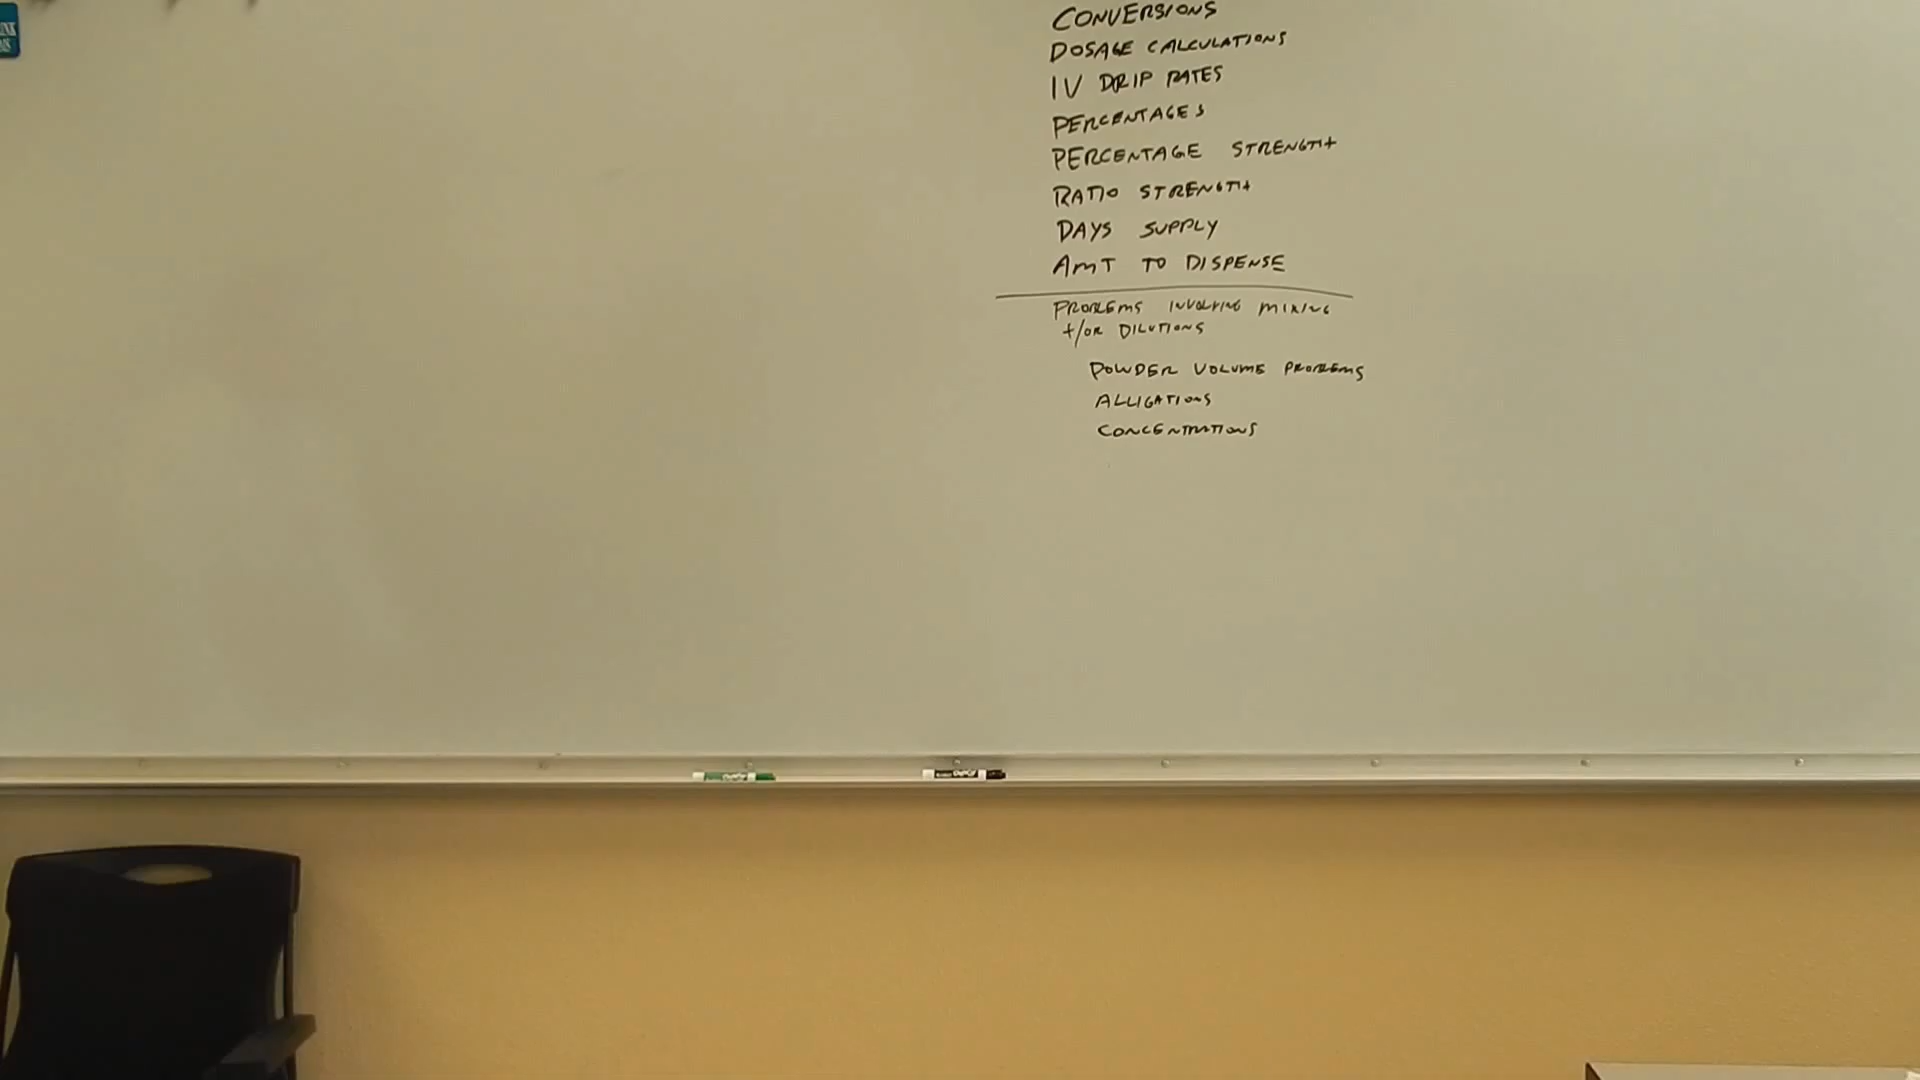 CONVERSIONS
DOSAGE CALCULATIONS
IV DRIP RATES
PERCENTAGES
PERCENTAGE STRENGTH
RATIO STRENGTH
DAYS SUPPLY
AMT TO DISPENSE
PROBLEMS INVOLVING MIXING
+/OR DILUTIONS
POWDER VOLUME PROBLEMS
ALLIGATIONS
CONCENTRATIONS
EXPO